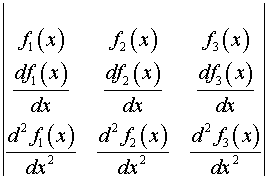 | f₁(x) f₂(x) f₃(x) |
| df₁(x)/dx df₂(x)/dx df₃(x)/dx |
| d²f₁(x)/dx² d²f₂(x)/dx² d²f₃(x)/dx² |